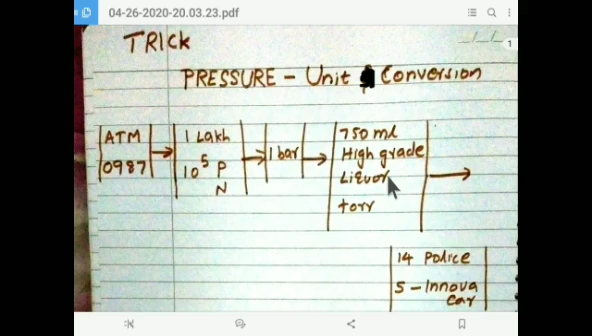 04-26-2020-20.03.23.pdf
1
TRICK
PRESSURE - Unit Conversion
ATM
0987
1 Lakh
10⁵ P
N
1 bar
750 ml
High grade
Liquor
torr
14 Police
5 - Innova
car